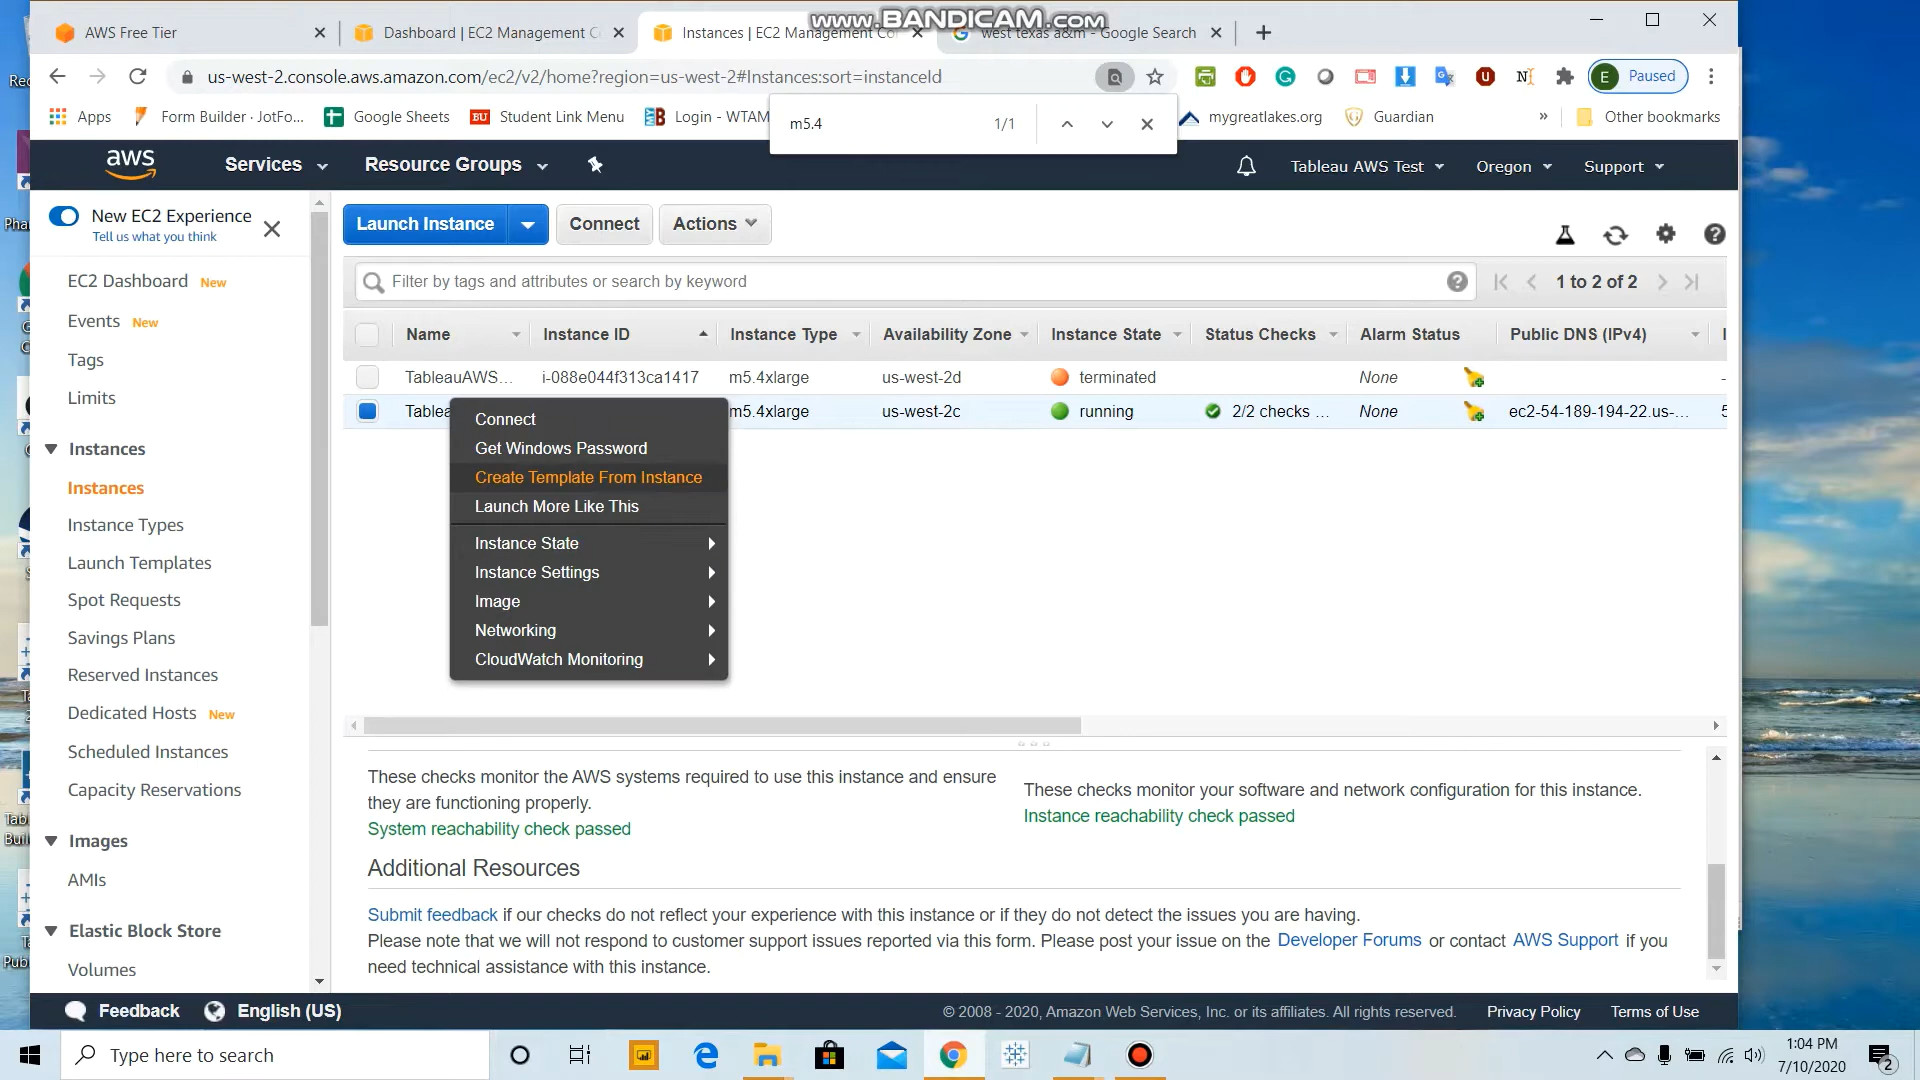 www.BANDICAM.com
AWS Free Tier
Dashboard | EC2 Management C
Instances | EC2 Management Co
west texas a&m - Google Search
us-west-2.console.aws.amazon.com/ec2/v2/home?region=us-west-2#Instances:sort=instanceId
E Paused
Apps
Form Builder · JotFo...
Google Sheets
BU Student Link Menu
Login - WTAM
mygreatlakes.org
Guardian
»
Other bookmarks
m5.4
1/1
aws
Services
Resource Groups
Tableau AWS Test
Oregon
Support
New EC2 Experience
Tell us what you think
EC2 Dashboard New
Events New
Tags
Limits
Instances
Instances
Instance Types
Launch Templates
Spot Requests
Savings Plans
Reserved Instances
Dedicated Hosts New
Scheduled Instances
Capacity Reservations
Images
AMIs
Elastic Block Store
Volumes
Launch Instance
Connect
Actions
Filter by tags and attributes or search by keyword
1 to 2 of 2
Name Instance ID Instance Type Availability Zone Instance State Status Checks Alarm Status Public DNS (IPv4)
TableauAWS... i-088e044f313ca1417 m5.4xlarge us-west-2d terminated None -
Tablea m5.4xlarge us-west-2c running 2/2 checks ... None ec2-54-189-194-22.us-... 5
Connect
Get Windows Password
Create Template From Instance
Launch More Like This
Instance State
Instance Settings
Image
Networking
CloudWatch Monitoring
These checks monitor the AWS systems required to use this instance and ensure
they are functioning properly.
System reachability check passed
These checks monitor your software and network configuration for this instance.
Instance reachability check passed
Additional Resources
Submit feedback if our checks do not reflect your experience with this instance or if they do not detect the issues you are having.
Please note that we will not respond to customer support issues reported via this form. Please post your issue on the Developer Forums or contact AWS Support if you
need technical assistance with this instance.
Feedback
English (US)
© 2008 - 2020, Amazon Web Services, Inc. or its affiliates. All rights reserved.
Privacy Policy
Terms of Use
Type here to search
1:04 PM
7/10/2020
2